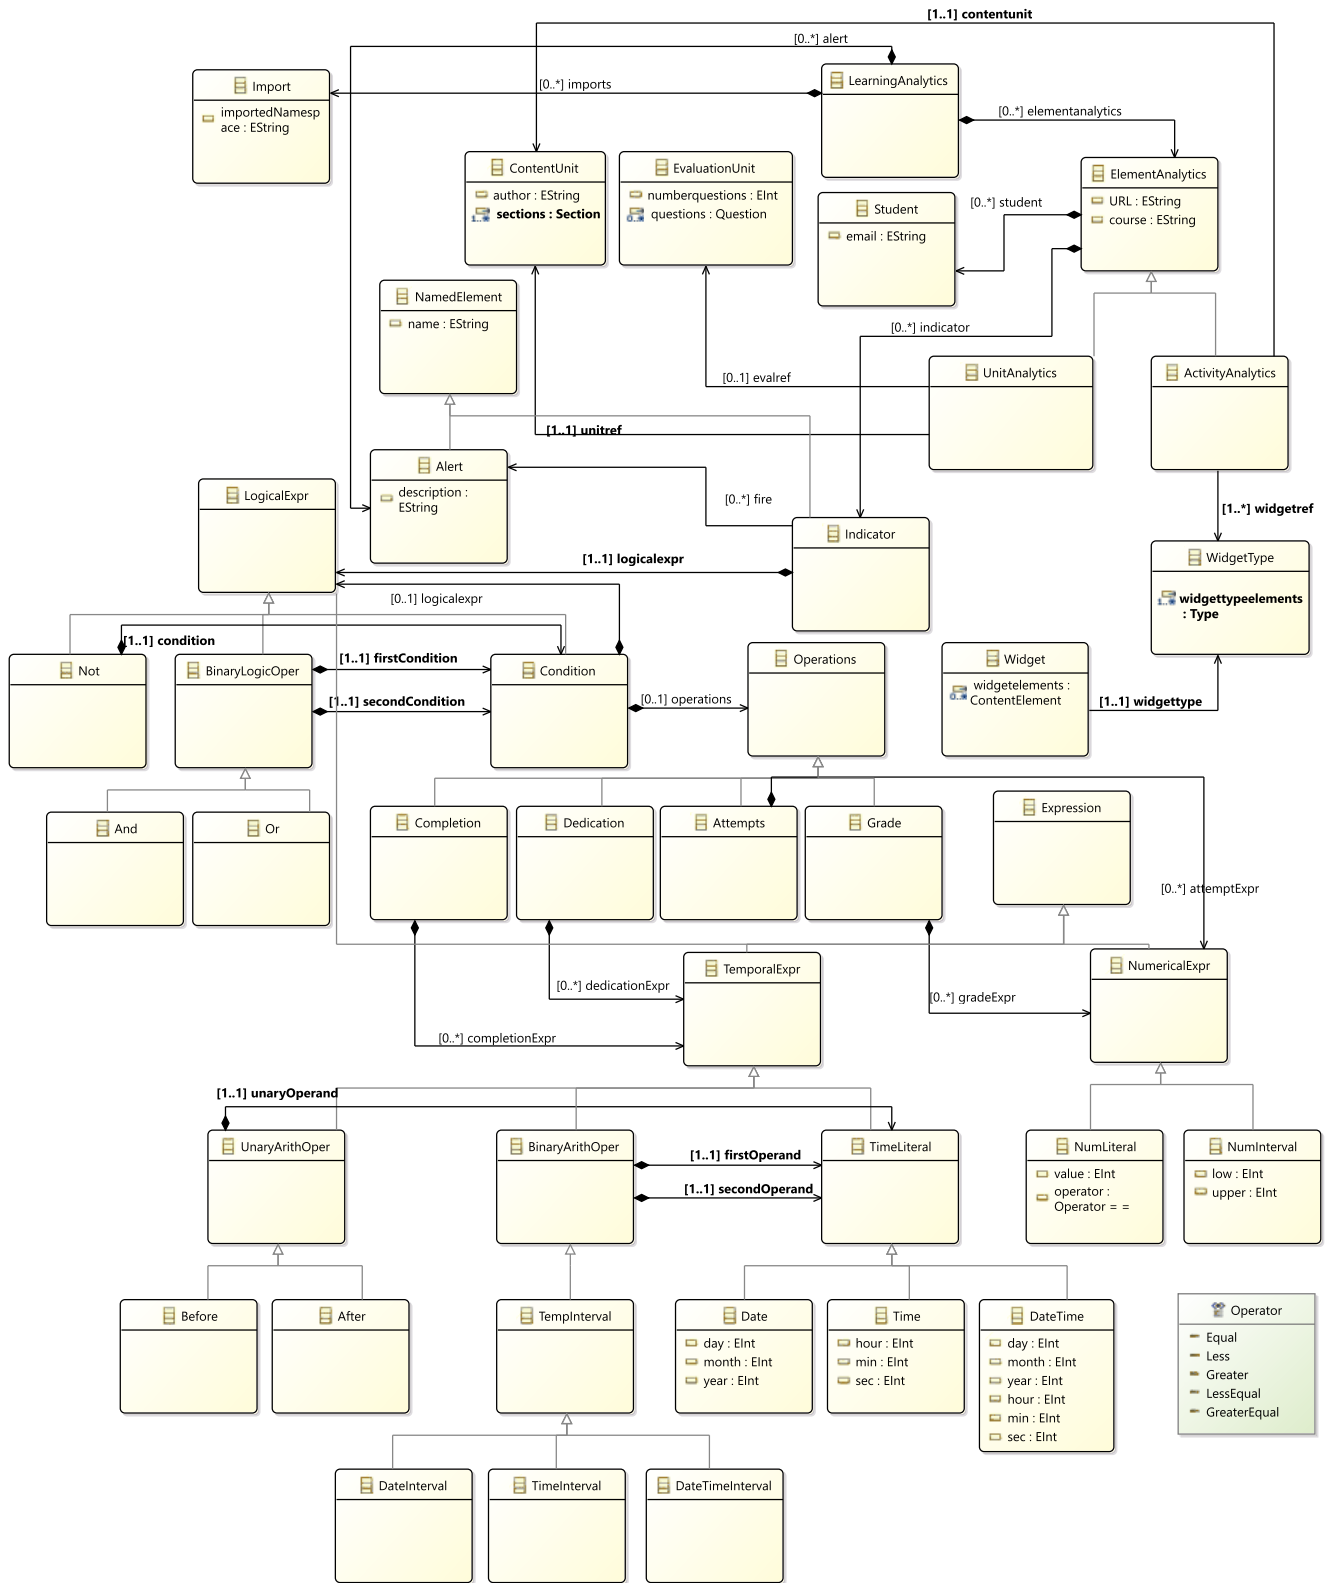 [1..1] contentunit
[0..*] alert
Import
importedNamesp
ace : EString
[0..*] imports
LearningAnalytics
[0..*] elementanalytics
ContentUnit
author : EString
1..* sections : Section
EvaluationUnit
numberquestions : EInt
0..* questions : Question
Student
email : EString
[0..*] student
ElementAnalytics
URL : EString
course : EString
NamedElement
name : EString
[0..*] indicator
[0..1] evalref
UnitAnalytics
ActivityAnalytics
[1..1] unitref
Alert
description :
EString
[0..*] fire
LogicalExpr
Indicator
[1..*] widgetref
WidgetType
1..* widgettypeelements
: Type
[1..1] logicalexpr
[0..1] logicalexpr
[1..1] condition
Not
BinaryLogicOper
[1..1] firstCondition
[1..1] secondCondition
Condition
[0..1] operations
Operations
Widget
0..* widgetelements :
ContentElement
[1..1] widgettype
And
Or
Completion
Dedication
Attempts
Grade
Expression
[0..*] attemptExpr
TemporalExpr
NumericalExpr
[0..*] dedicationExpr
[0..*] gradeExpr
[0..*] completionExpr
[1..1] unaryOperand
UnaryArithOper
BinaryArithOper
[1..1] firstOperand
[1..1] secondOperand
TimeLiteral
NumLiteral
value : EInt
operator :
Operator = =
NumInterval
low : EInt
upper : EInt
Before
After
TempInterval
Date
day : EInt
month : EInt
year : EInt
Time
hour : EInt
min : EInt
sec : EInt
DateTime
day : EInt
month : EInt
year : EInt
hour : EInt
min : EInt
sec : EInt
Operator
Equal
Less
Greater
LessEqual
GreaterEqual
DateInterval
TimeInterval
DateTimeInterval